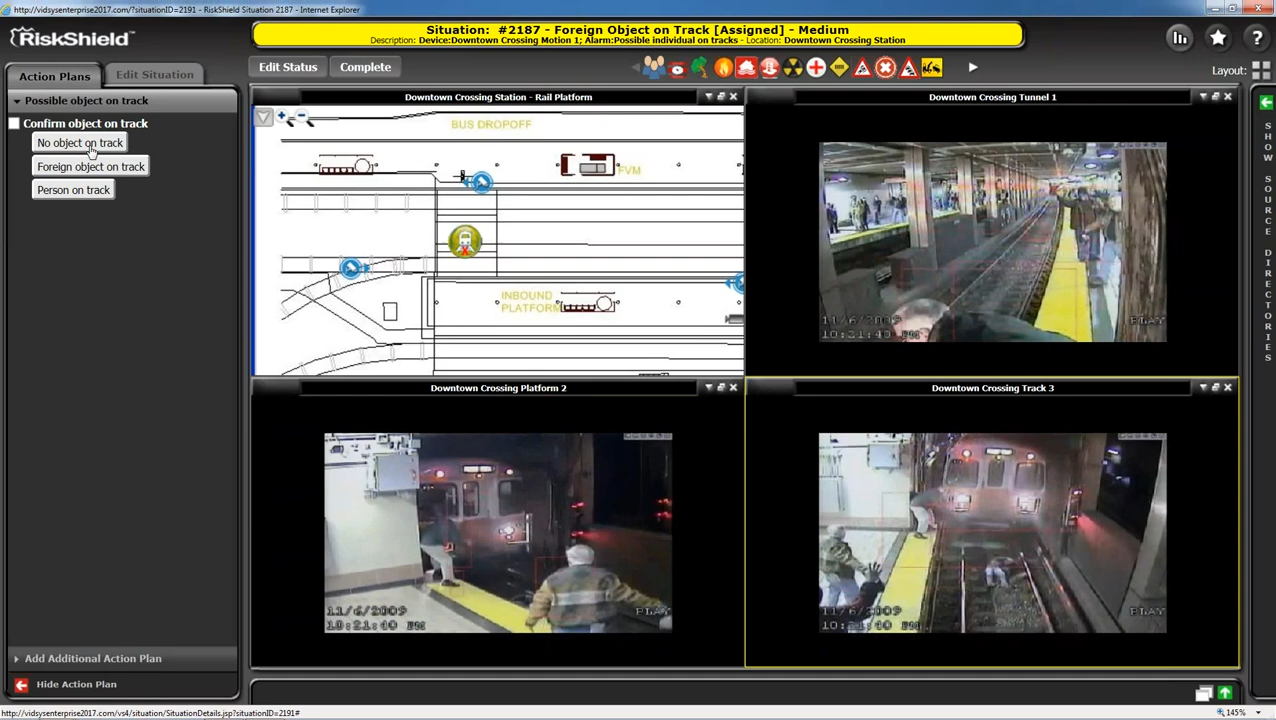 http://vidsysenterprise2017.com/?situationID=2191 - RiskShield Situation 2187 - Internet Explorer
RiskShield
Situation: #2187 - Foreign Object on Track [Assigned] - Medium
Description: Device:Downtown Crossing Motion 1; Alarm:Possible individual on tracks - Location: Downtown Crossing Station
Action Plans
Edit Situation
Edit Status
Complete
Layout:
Possible object on track
Confirm object on track
No object on track
Foreign object on track
Person on track
Downtown Crossing Station - Rail Platform
BUS DROPOFF
FVM
INBOUND
PLATFORM
Downtown Crossing Tunnel 1
11/6/2009
10:21:40 PM
PLAY
Downtown Crossing Platform 2
11/6/2009
10:21:40 PM
PLAY
Downtown Crossing Track 3
11/6/2009
10:21:40 PM
PLAY
SHOW SOURCE DIRECTORIES
Add Additional Action Plan
Hide Action Plan
http://vidsysenterprise2017.com/vs4/situation/SituationDetails.jsp?situationID=2191#
145%